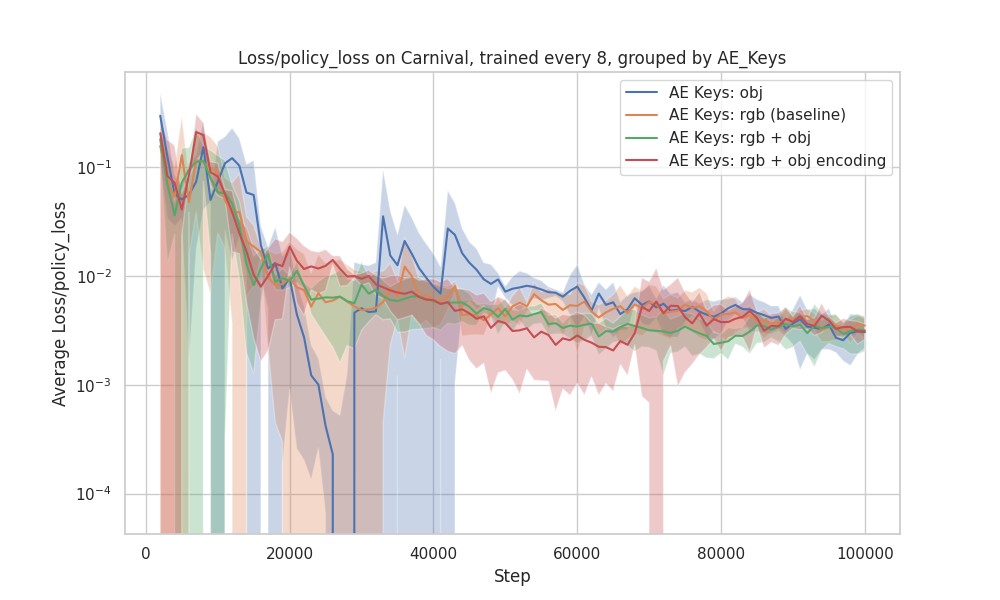 Loss/policy_loss on Carnival, trained every 8, grouped by AE_Keys
AE Keys: obj
AE Keys: rgb (baseline)
AE Keys: rgb + obj
AE Keys: rgb + obj encoding
Average Loss/policy_loss
10⁻¹
10⁻²
10⁻³
10⁻⁴
0
20000
40000
60000
80000
100000
Step